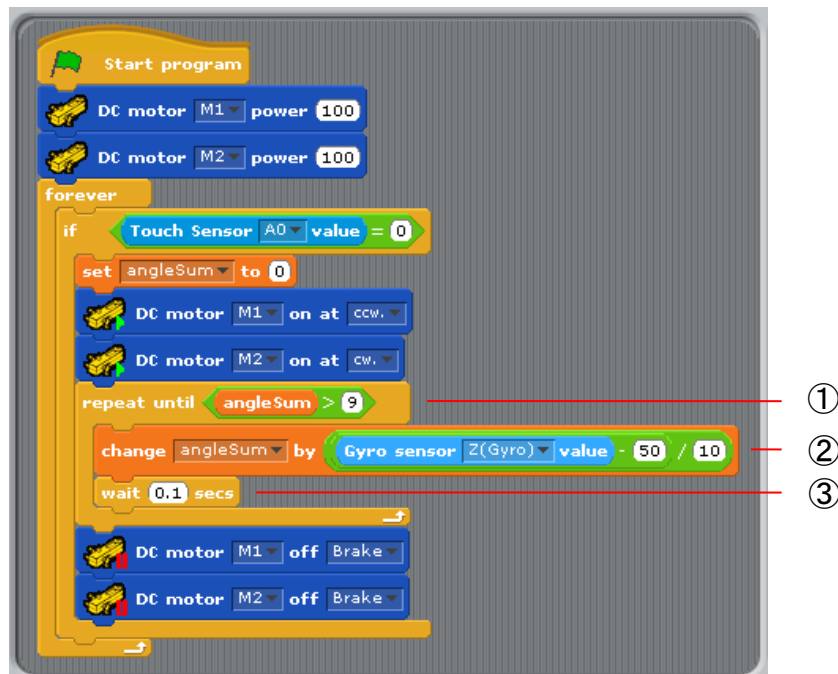 Start program
DC motor M1 power 100
DC motor M2 power 100
forever
if Touch Sensor A0 value = 0
set angleSum to 0
DC motor M1 on at ccw.
DC motor M2 on at cw.
repeat until angleSum > 9 ①
change angleSum by Gyro sensor Z(Gyro) value - 50 / 10 ②
wait 0.1 secs ③
DC motor M1 off Brake
DC motor M2 off Brake